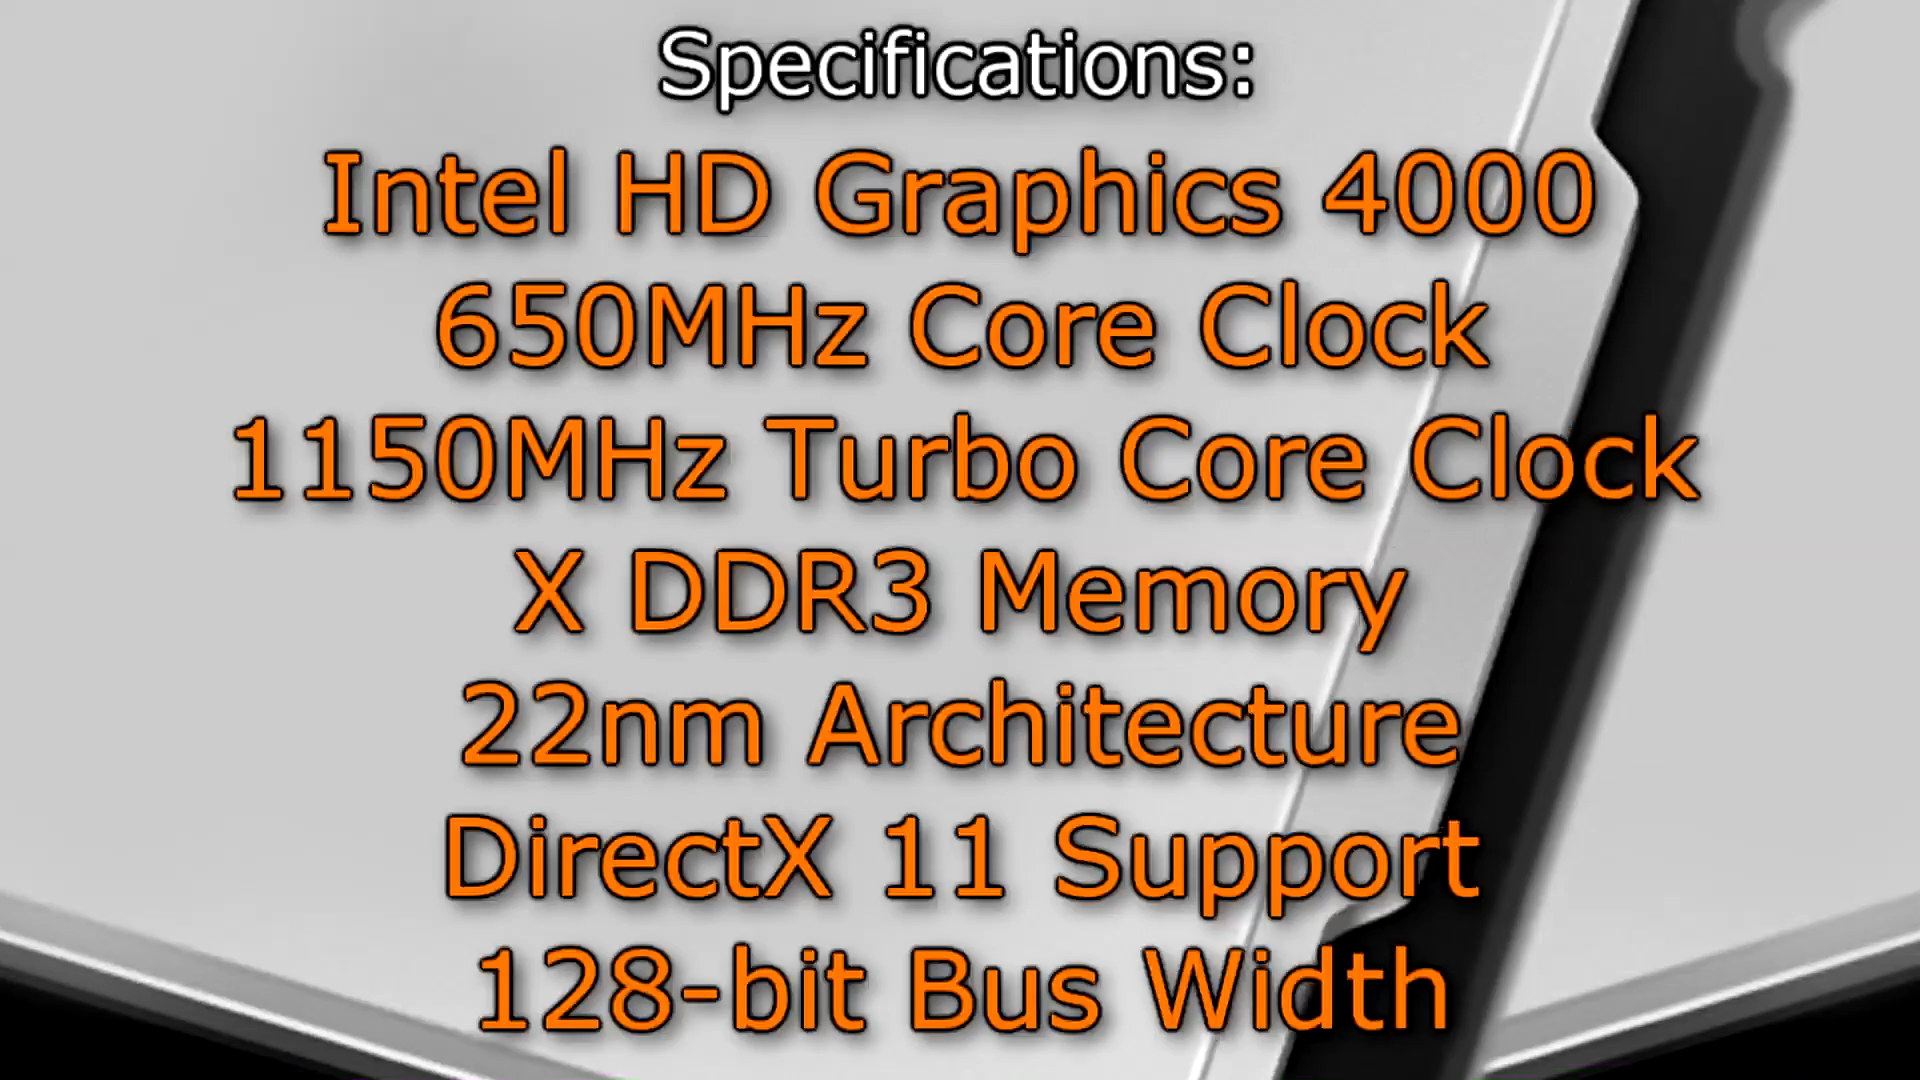 Specifications:
Intel HD Graphics 4000
650MHz Core Clock
1150MHz Turbo Core Clock
X DDR3 Memory
22nm Architecture
DirectX 11 Support
128-bit Bus Width